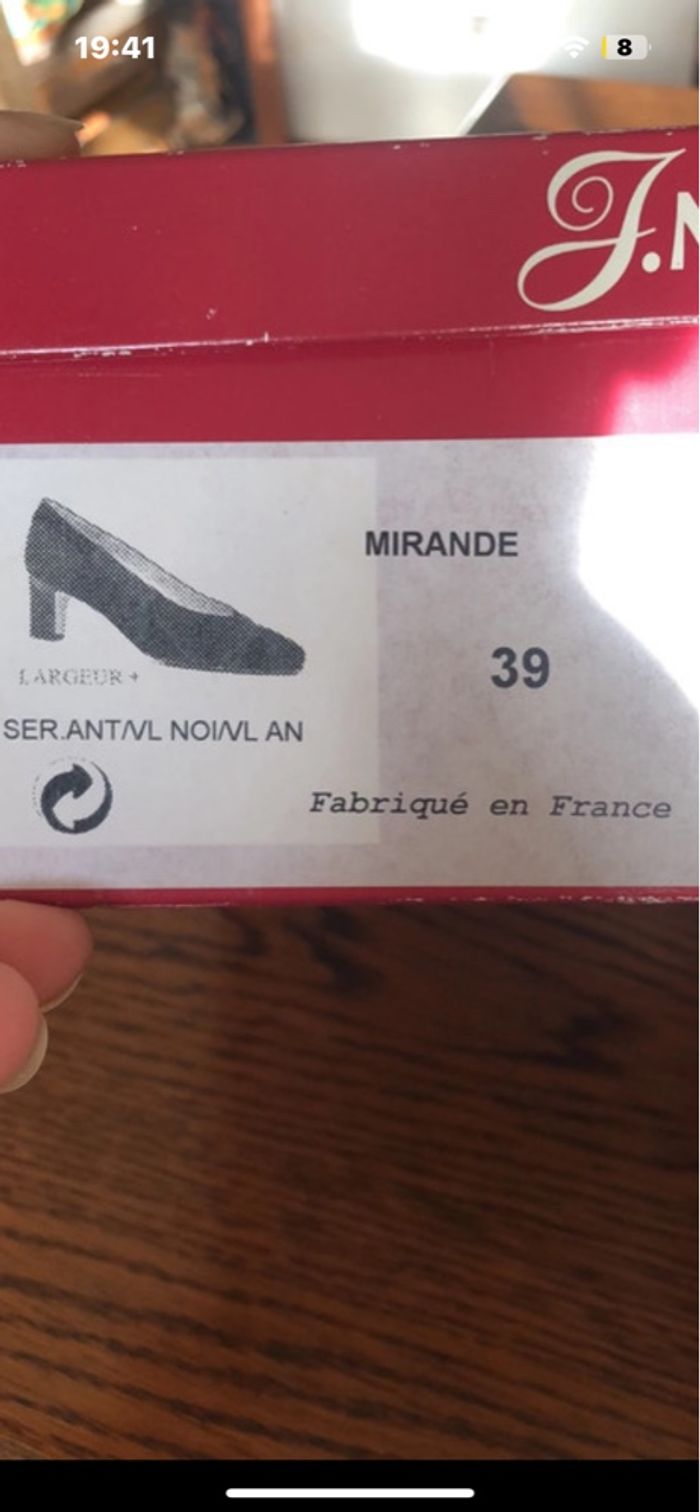 19:41
8
J.
MIRANDE
39
LARGEUR +
SER.ANT/VL NOI/VL AN
Fabriqué en France